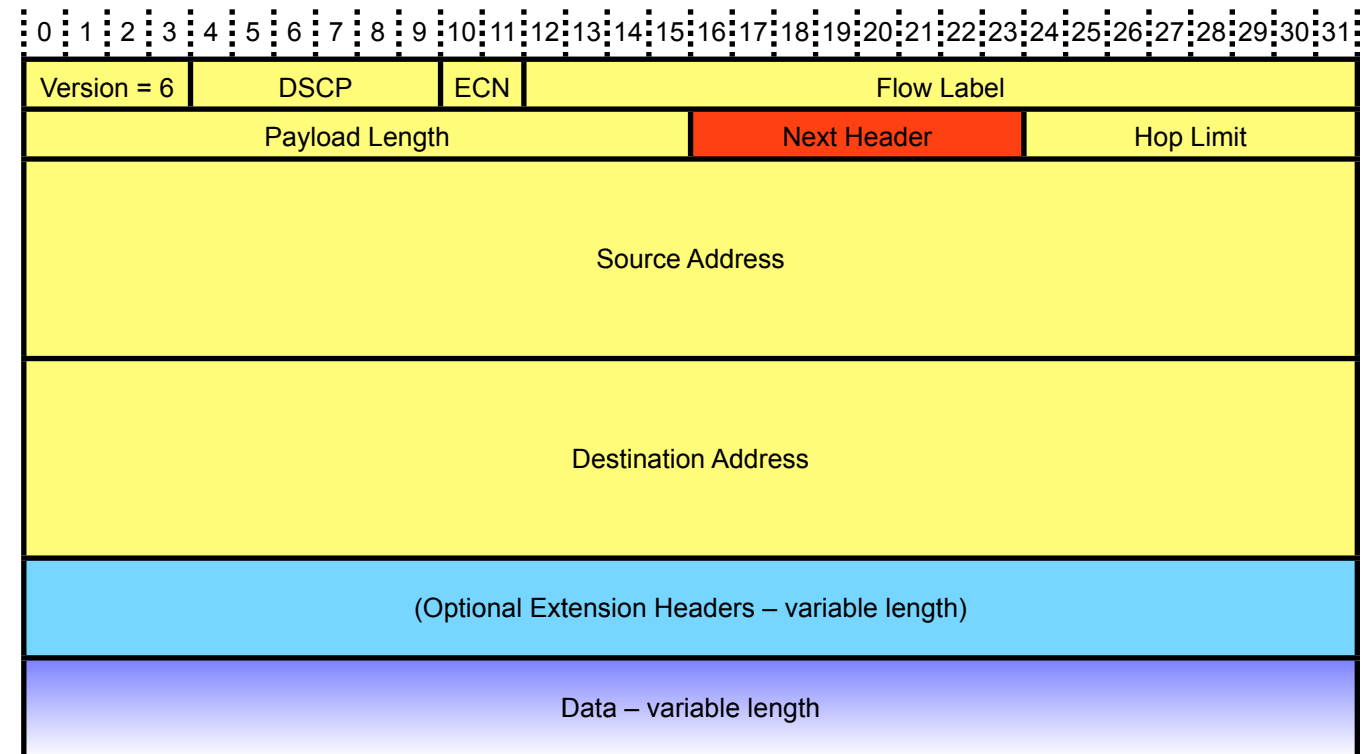 0 1 2 3 4 5 6 7 8 9 10 11 12 13 14 15 16 17 18 19 20 21 22 23 24 25 26 27 28 29 30 31
Version = 6 DSCP ECN Flow Label
Payload Length Next Header Hop Limit
Source Address
Destination Address
(Optional Extension Headers – variable length)
Data – variable length